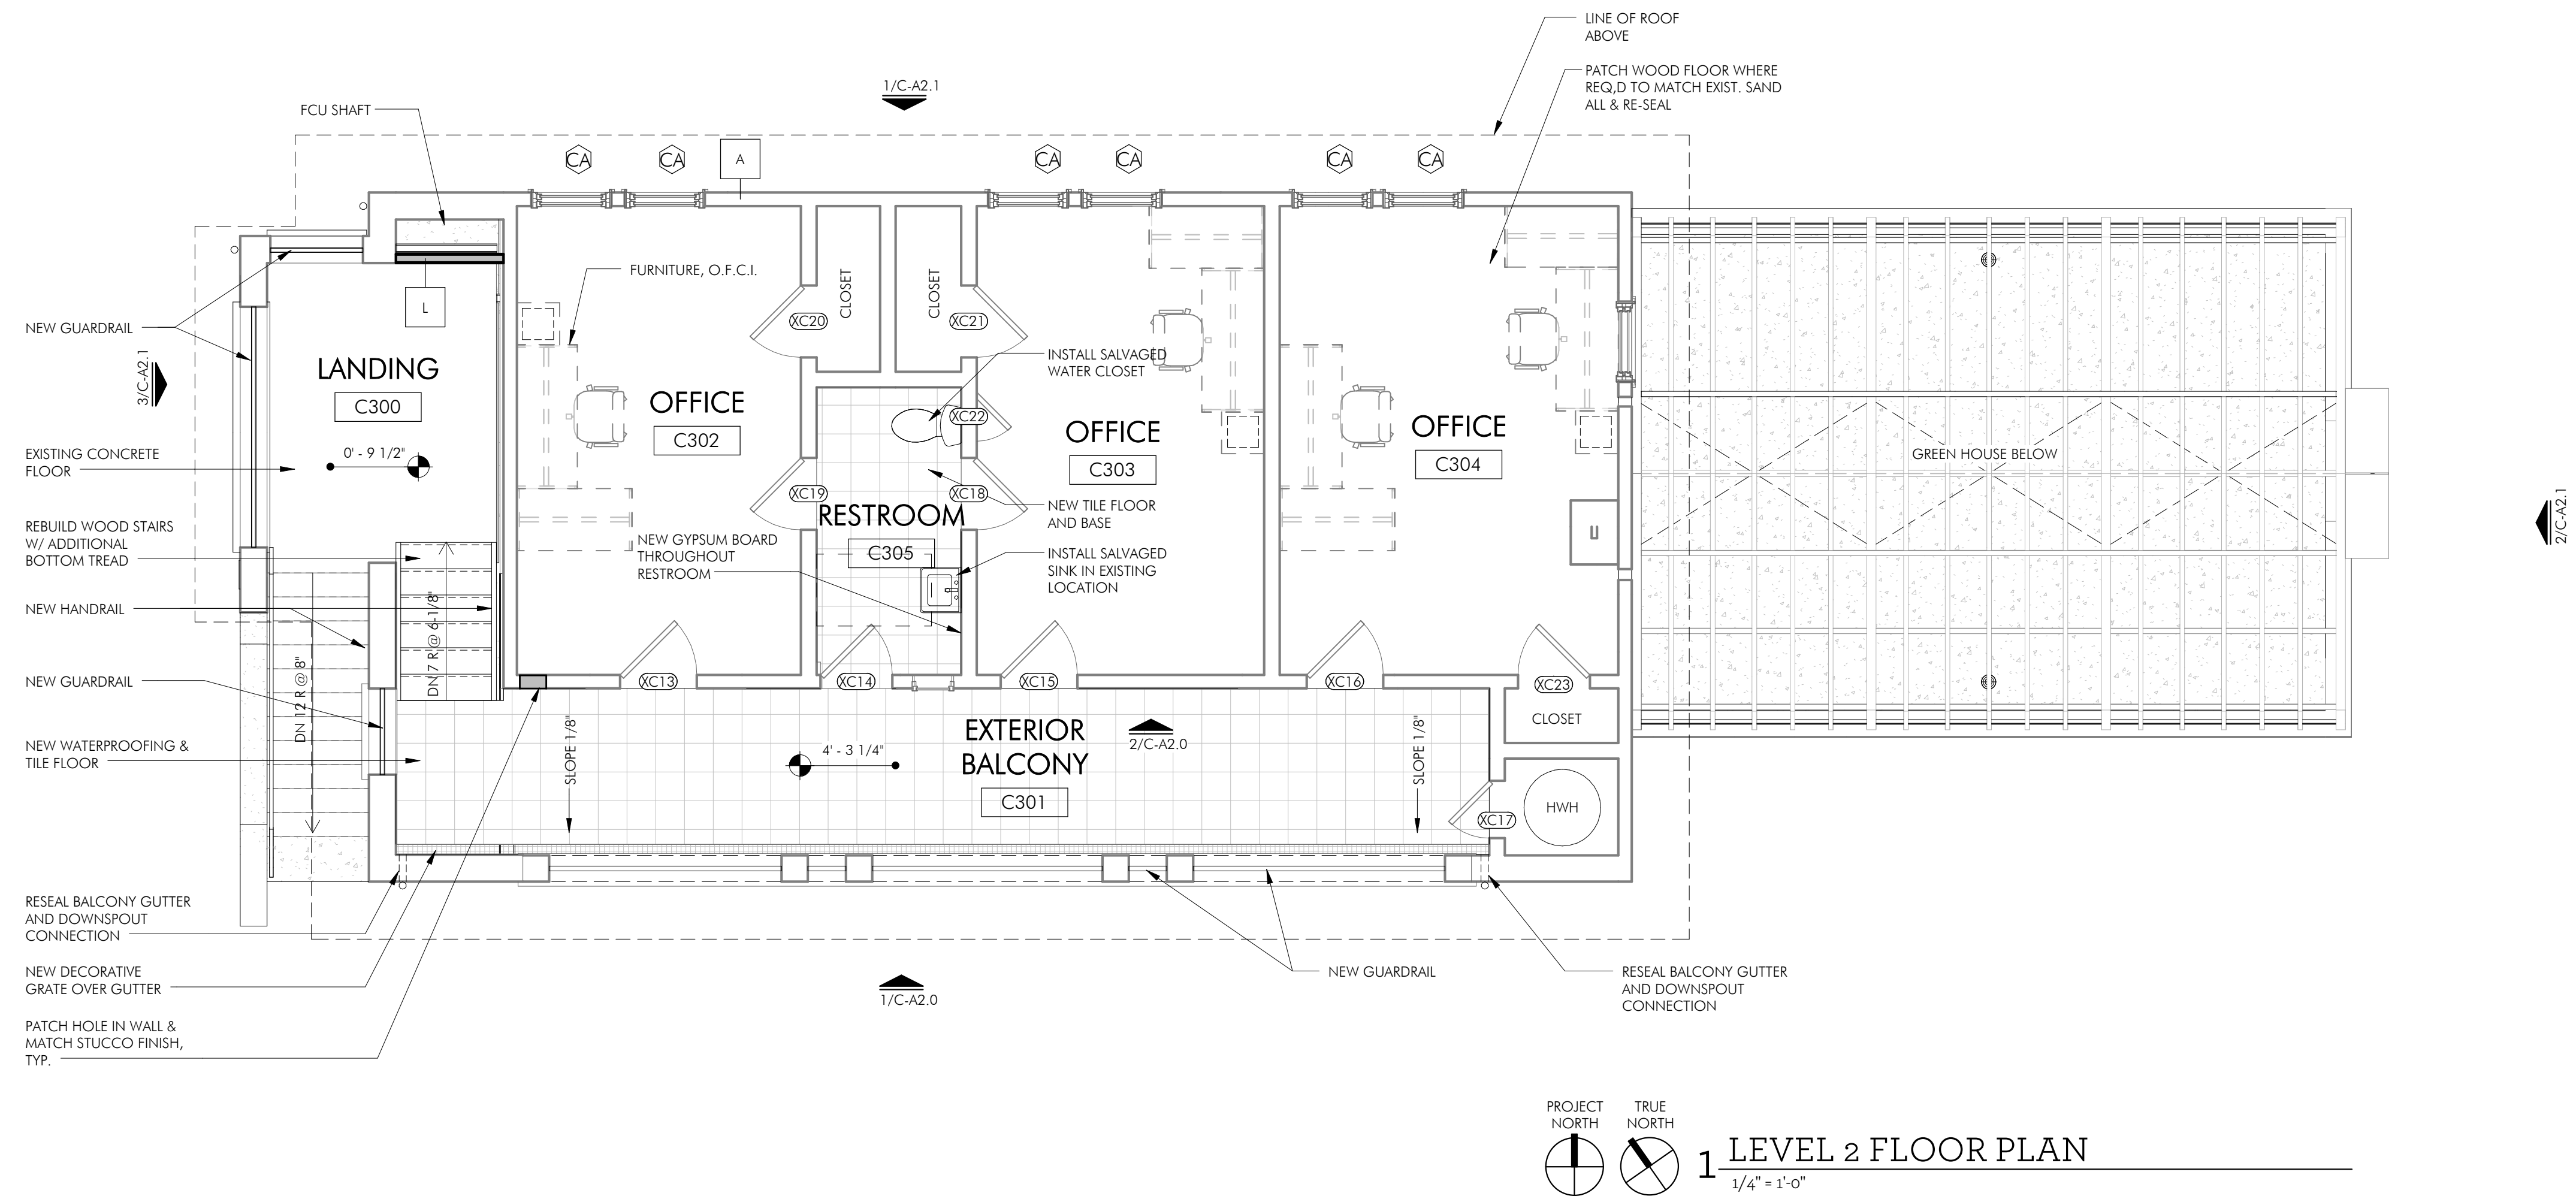 LINE OF ROOF
ABOVE
PATCH WOOD FLOOR WHERE
REQ,D TO MATCH EXIST. SAND
ALL & RE-SEAL
1/C-A2.1
FCU SHAFT
CA
CA
A
CA
CA
CA
CA
FURNITURE, O.F.C.I.
CLOSET
CLOSET
L
XC20
XC21
NEW GUARDRAIL
INSTALL SALVAGED
WATER CLOSET
3/C-A2.1
LANDING
C300
OFFICE
C302
XC22
OFFICE
C303
OFFICE
C304
EXISTING CONCRETE
FLOOR
0' - 9 1/2"
GREEN HOUSE BELOW
XC19
XC18
NEW TILE FLOOR
AND BASE
RESTROOM
C305
2/C-A2.1
REBUILD WOOD STAIRS
W/ ADDITIONAL
BOTTOM TREAD
NEW GYPSUM BOARD
THROUGHOUT
RESTROOM
INSTALL SALVAGED
SINK IN EXISTING
LOCATION
NEW HANDRAIL
DN 7 R @ 6-1/8"
DN 12 R @ 8"
NEW GUARDRAIL
XC13
XC14
XC15
XC16
XC23
CLOSET
NEW WATERPROOFING &
TILE FLOOR
SLOPE 1/8"
4' - 3 1/4"
EXTERIOR
BALCONY
C301
2/C-A2.0
SLOPE 1/8"
XC17
HWH
RESEAL BALCONY GUTTER
AND DOWNSPOUT
CONNECTION
NEW DECORATIVE
GRATE OVER GUTTER
1/C-A2.0
NEW GUARDRAIL
RESEAL BALCONY GUTTER
AND DOWNSPOUT
CONNECTION
PATCH HOLE IN WALL &
MATCH STUCCO FINISH,
TYP.
PROJECT
NORTH
TRUE
NORTH
1 LEVEL 2 FLOOR PLAN
1/4" = 1'-0"